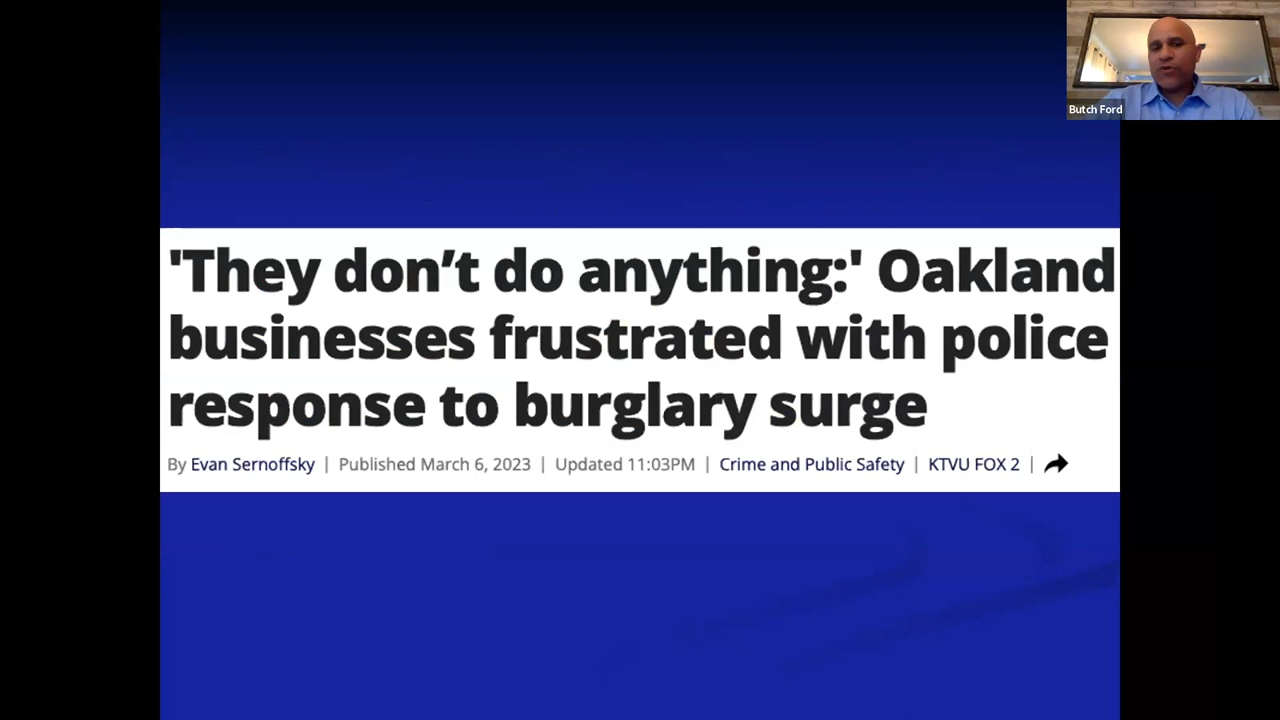 Butch Ford
'They don’t do anything:' Oakland
businesses frustrated with police
response to burglary surge
By Evan Sernoffsky | Published March 6, 2023 | Updated 11:03PM | Crime and Public Safety | KTVU FOX 2 |